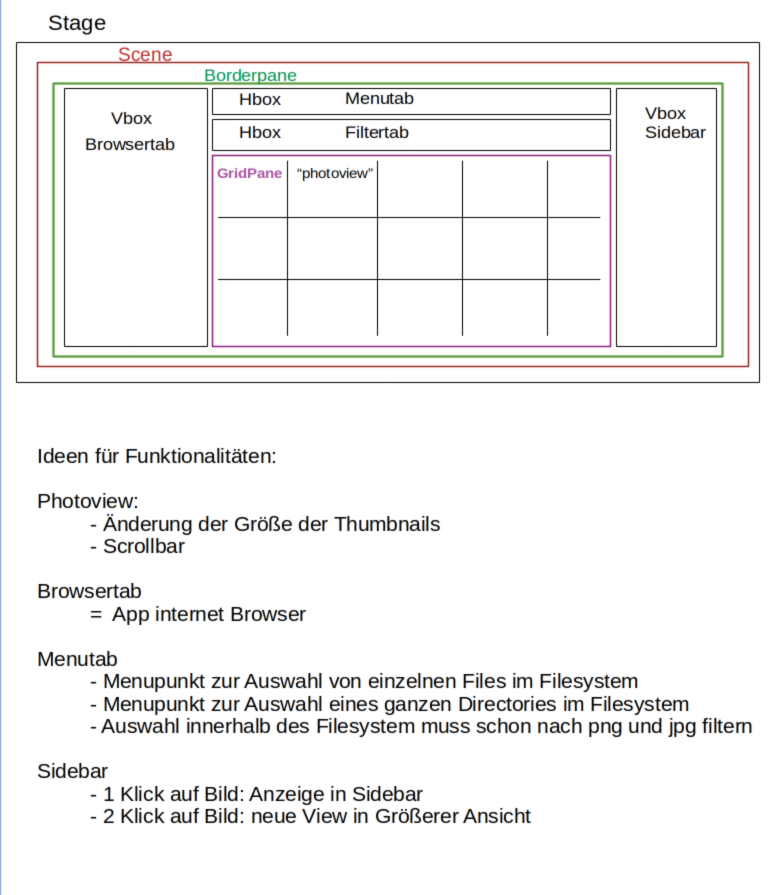 Stage
Scene
Borderpane
Vbox
Browsertab
Hbox Menutab
Hbox Filtertab
GridPane “photoview”
Vbox
Sidebar
Ideen für Funktionalitäten:
Photoview:
- Änderung der Größe der Thumbnails
- Scrollbar
Browsertab
= App internet Browser
Menutab
- Menupunkt zur Auswahl von einzelnen Files im Filesystem
- Menupunkt zur Auswahl eines ganzen Directories im Filesystem
- Auswahl innerhalb des Filesystem muss schon nach png und jpg filtern
Sidebar
- 1 Klick auf Bild: Anzeige in Sidebar
- 2 Klick auf Bild: neue View in Größerer Ansicht